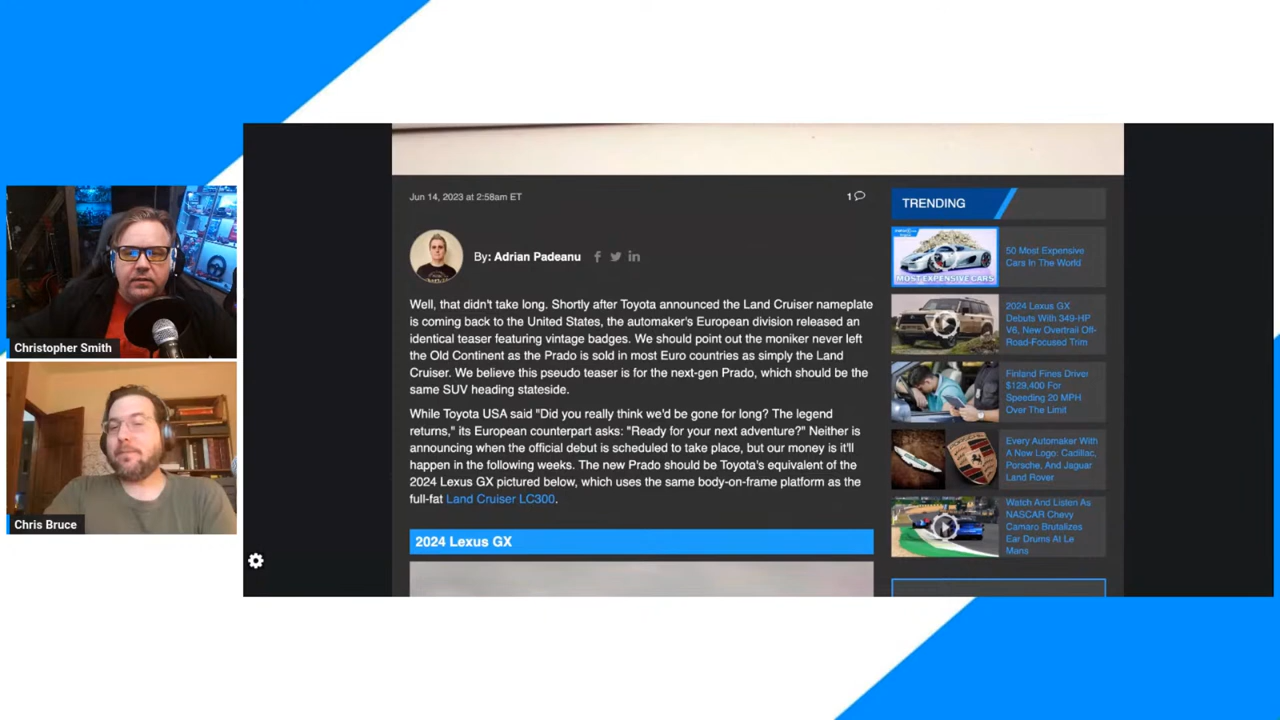 Christopher Smith
Chris Bruce
Jun 14, 2023 at 2:58am ET
1
By: Adrian Padeanu
Well, that didn't take long. Shortly after Toyota announced the Land Cruiser nameplate
is coming back to the United States, the automaker's European division released an
identical teaser featuring vintage badges. We should point out the moniker never left
the Old Continent as the Prado is sold in most Euro countries as simply the Land
Cruiser. We believe this pseudo teaser is for the next-gen Prado, which should be the
same SUV heading stateside.
While Toyota USA said "Did you really think we'd be gone for long? The legend
returns," its European counterpart asks: "Ready for your next adventure?" Neither is
announcing when the official debut is scheduled to take place, but our money is it'll
happen in the following weeks. The new Prado should be Toyota's equivalent of the
2024 Lexus GX pictured below, which uses the same body-on-frame platform as the
full-fat Land Cruiser LC300.
2024 Lexus GX
TRENDING
MOST EXPENSIVE CARS
50 Most Expensive
Cars In The World
2024 Lexus GX
Debuts With 349-HP
V6, New Overtrail Off-
Road-Focused Trim
Finland Fines Driver
$129,400 For
Speeding 20 MPH
Over The Limit
Every Automaker With
A New Logo: Cadillac,
Porsche, And Jaguar
Land Rover
Watch And Listen As
NASCAR Chevy
Camaro Brutalizes
Ear Drums At Le
Mans